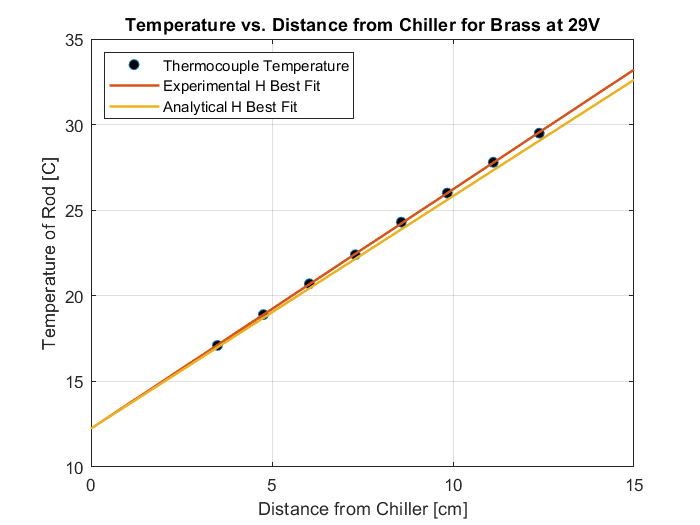 Temperature vs. Distance from Chiller for Brass at 29V
Thermocouple Temperature
Experimental H Best Fit
Analytical H Best Fit
Temperature of Rod [C]
35
30
25
20
15
10
0
5
10
15
Distance from Chiller [cm]